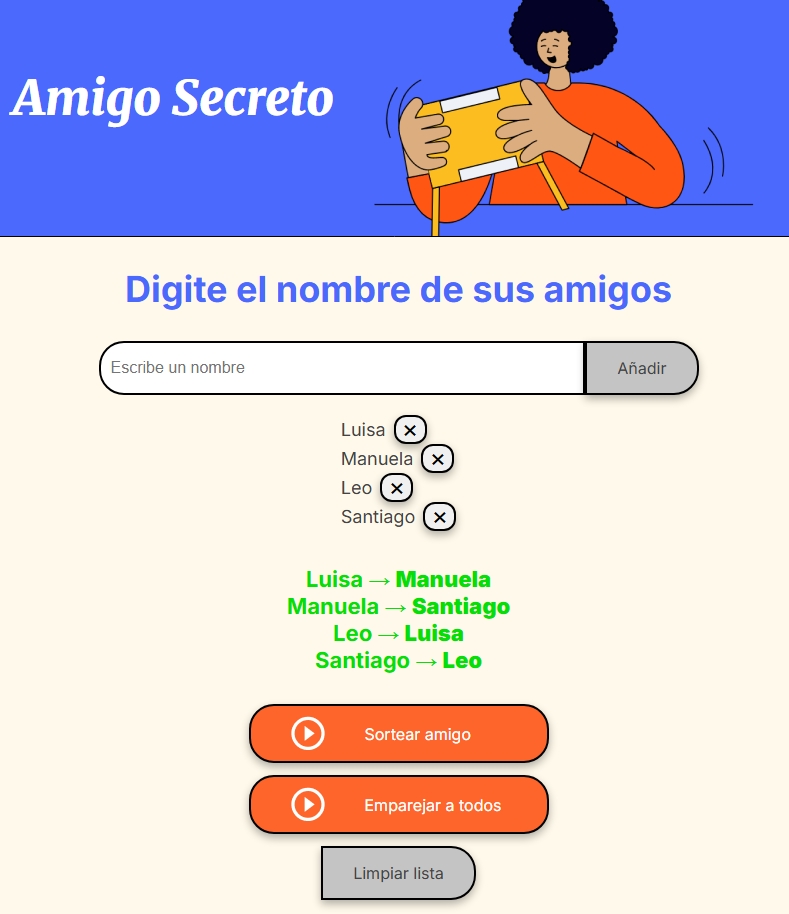 Amigo Secreto
Digite el nombre de sus amigos
Escribe un nombre
Añadir
Luisa ✕
Manuela ✕
Leo ✕
Santiago ✕
Luisa → Manuela
Manuela → Santiago
Leo → Luisa
Santiago → Leo
Sortear amigo
Emparejar a todos
Limpiar lista